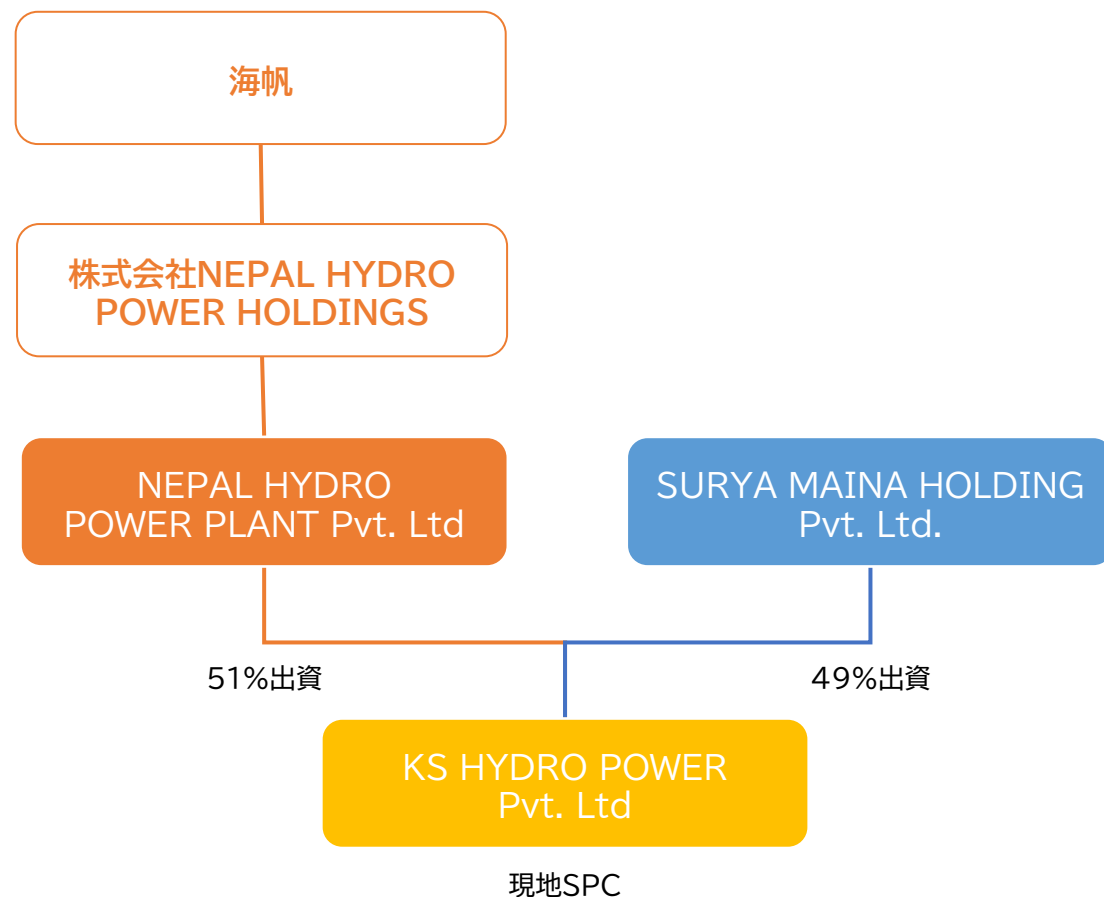 海帆
株式会社NEPAL HYDRO
POWER HOLDINGS
NEPAL HYDRO
POWER PLANT Pvt. Ltd
SURYA MAINA HOLDING
Pvt. Ltd.
51%出資
49%出資
KS HYDRO POWER
Pvt. Ltd
現地SPC